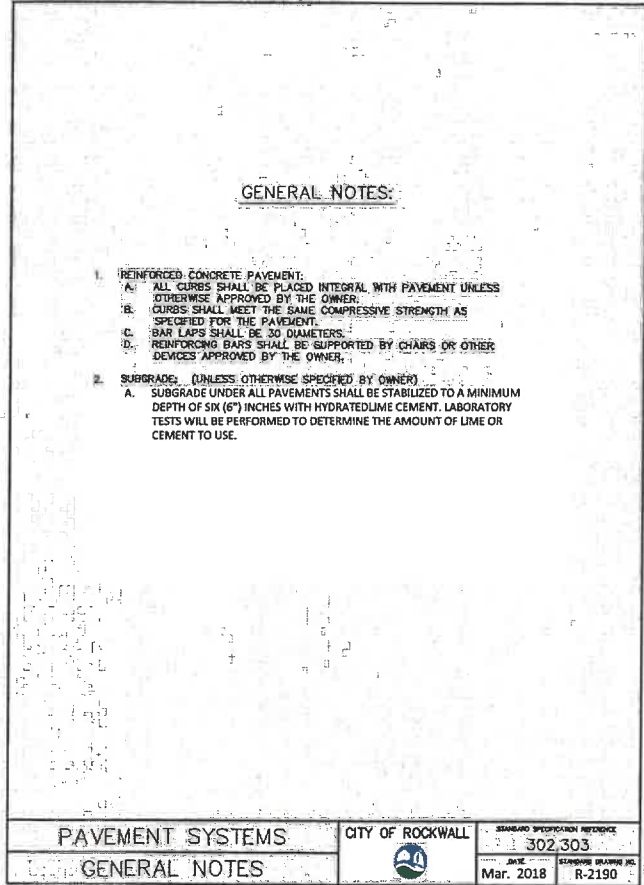 GENERAL NOTES:
1. REINFORCED CONCRETE PAVEMENT:
A. ALL CURBS SHALL BE PLACED INTEGRAL WITH PAVEMENT UNLESS
OTHERWISE APPROVED BY THE OWNER.
B. CURBS SHALL MEET THE SAME COMPRESSIVE STRENGTH AS
SPECIFIED FOR THE PAVEMENT.
C. BAR LAPS SHALL BE 30 DIAMETERS.
D. REINFORCING BARS SHALL BE SUPPORTED BY CHAIRS OR OTHER
DEVICES APPROVED BY THE OWNER.
2. SUBGRADE: (UNLESS OTHERWISE SPECIFIED BY OWNER)
A. SUBGRADE UNDER ALL PAVEMENTS SHALL BE STABILIZED TO A MINIMUM
DEPTH OF SIX (6") INCHES WITH HYDRATEDLIME CEMENT. LABORATORY
TESTS WILL BE PERFORMED TO DETERMINE THE AMOUNT OF LIME OR
CEMENT TO USE.
PAVEMENT SYSTEMS
GENERAL NOTES
CITY OF ROCKWALL
STANDARD SPECIFICATION REFERENCE
302,303
DATE
Mar. 2018
STANDARD DRAWING NO.
R-2190